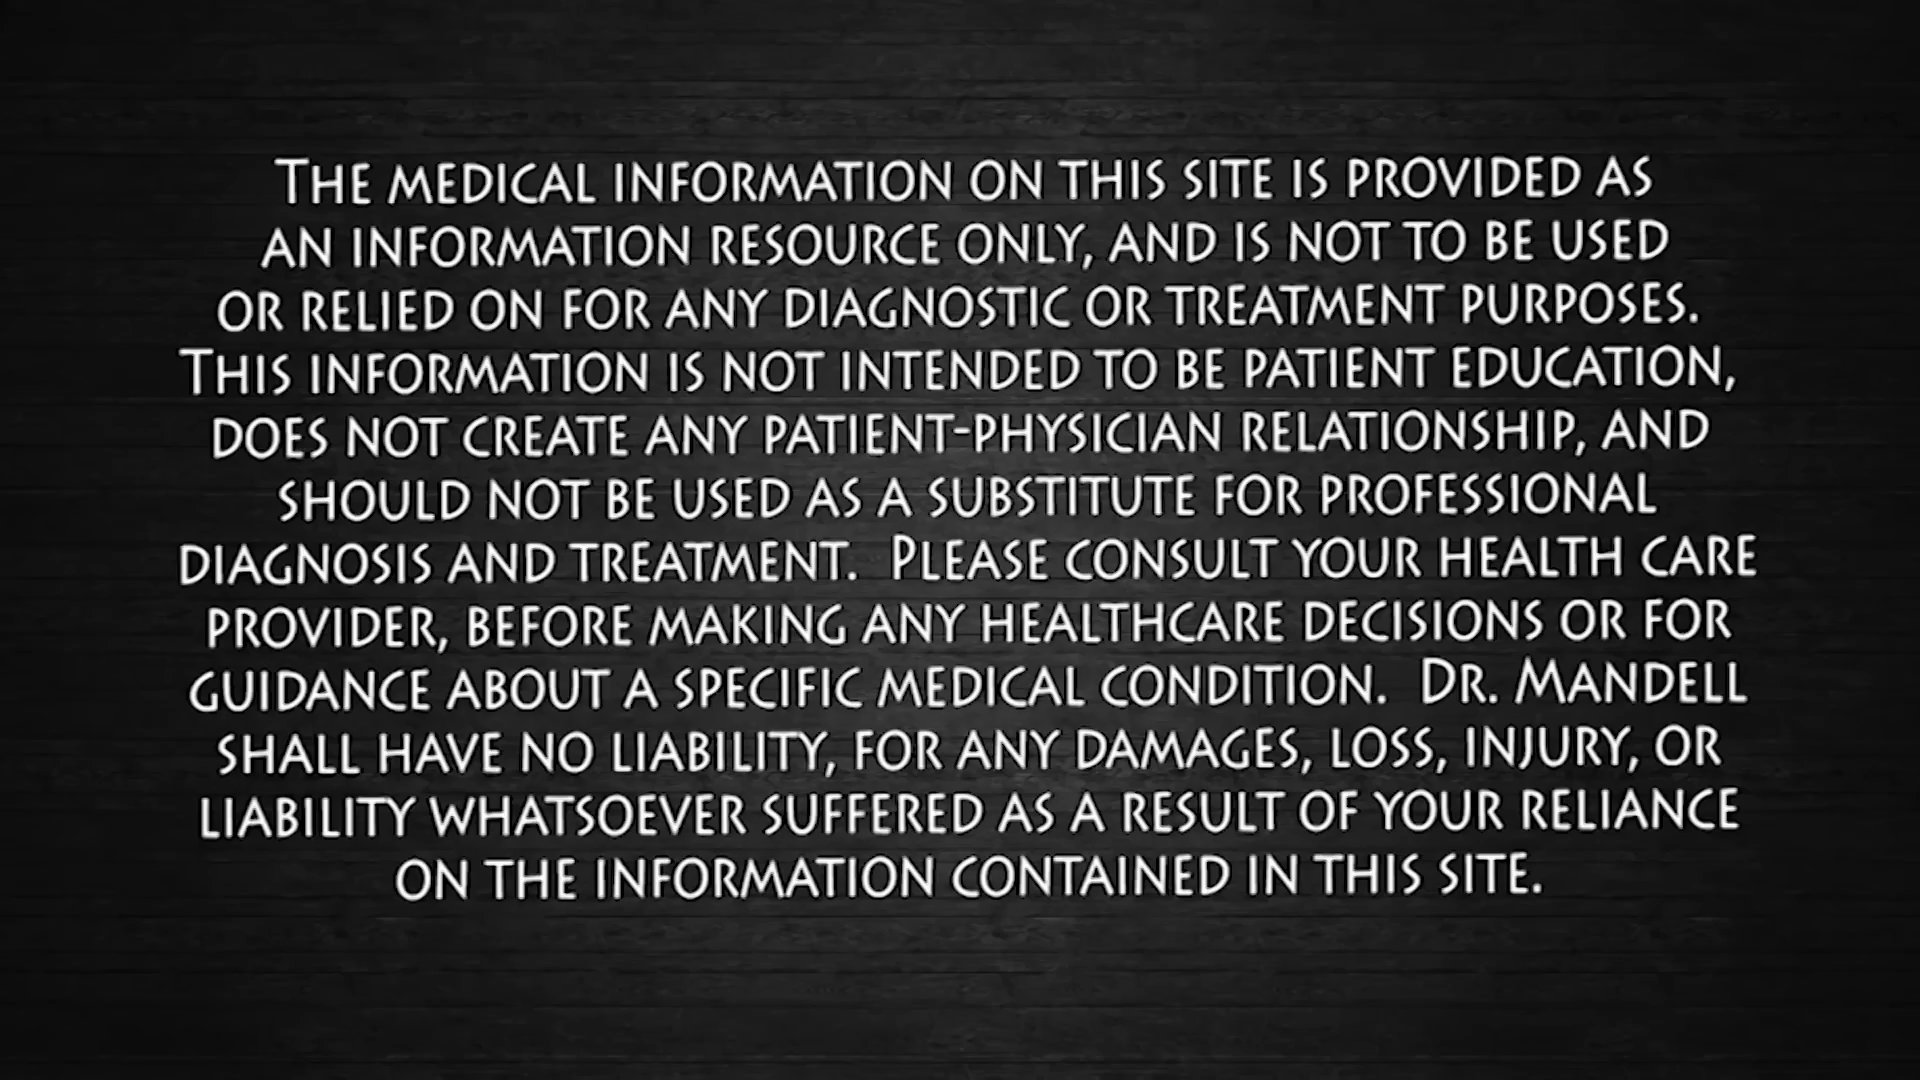 The medical information on this site is provided as
an information resource only, and is not to be used
or relied on for any diagnostic or treatment purposes.
This information is not intended to be patient education,
does not create any patient-physician relationship, and
should not be used as a substitute for professional
diagnosis and treatment. Please consult your health care
provider, before making any healthcare decisions or for
guidance about a specific medical condition. Dr. Mandell
shall have no liability, for any damages, loss, injury, or
liability whatsoever suffered as a result of your reliance
on the information contained in this site.